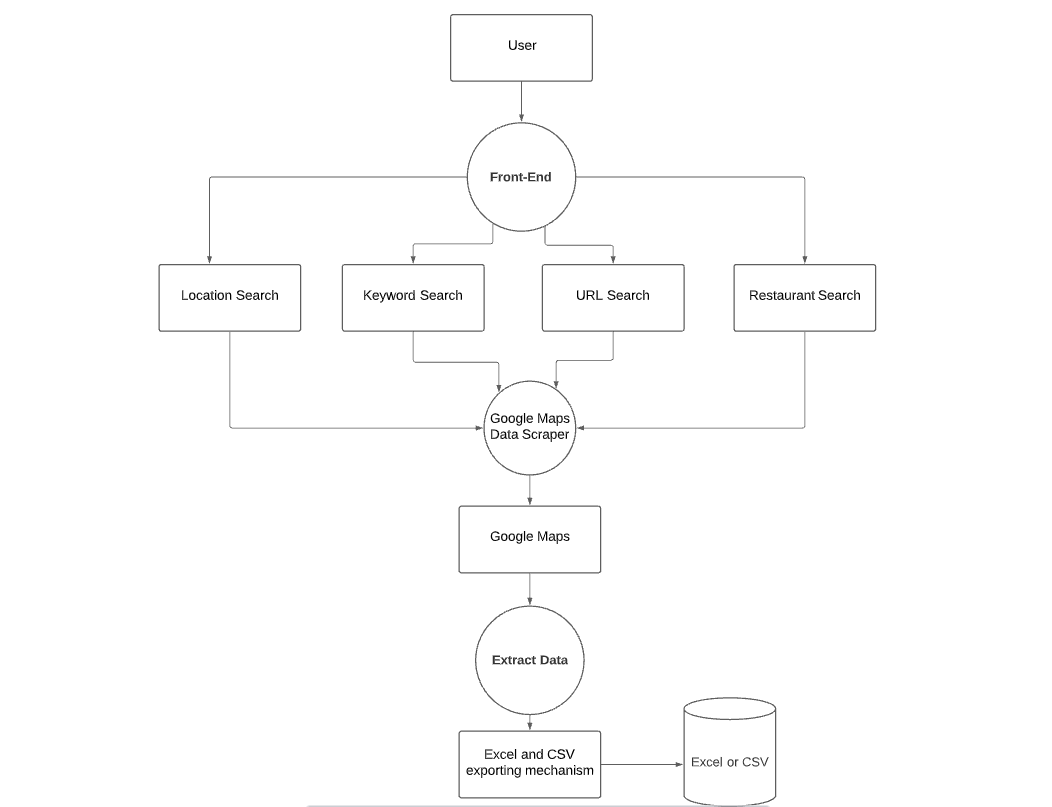 User
Front-End
Location Search
Keyword Search
URL Search
Restaurant Search
Google Maps
Data Scraper
Google Maps
Extract Data
Excel and CSV
exporting mechanism
Excel or CSV